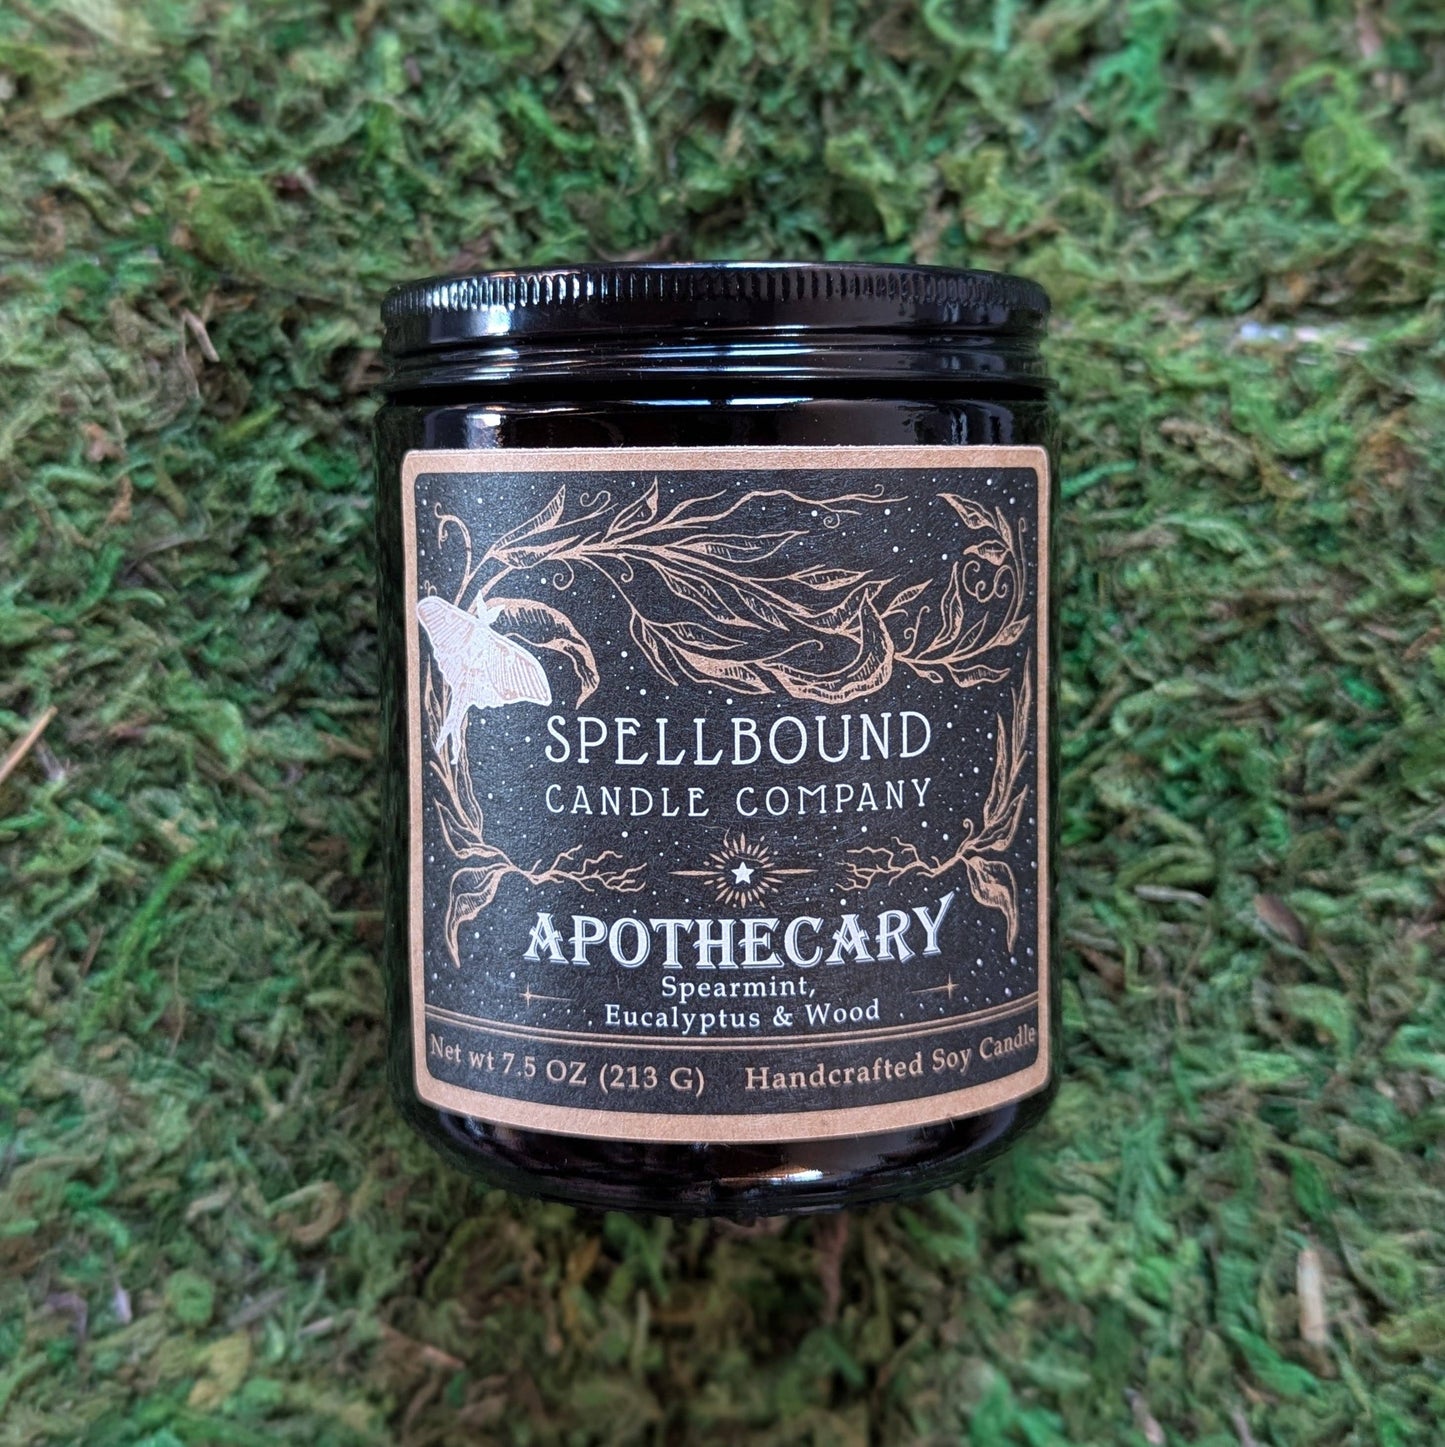 SPELLBOUND
CANDLE COMPANY
APOTHECARY
Spearmint,
Eucalyptus & Wood
Net wt 7.5 OZ (213 G) Handcrafted Soy Candle